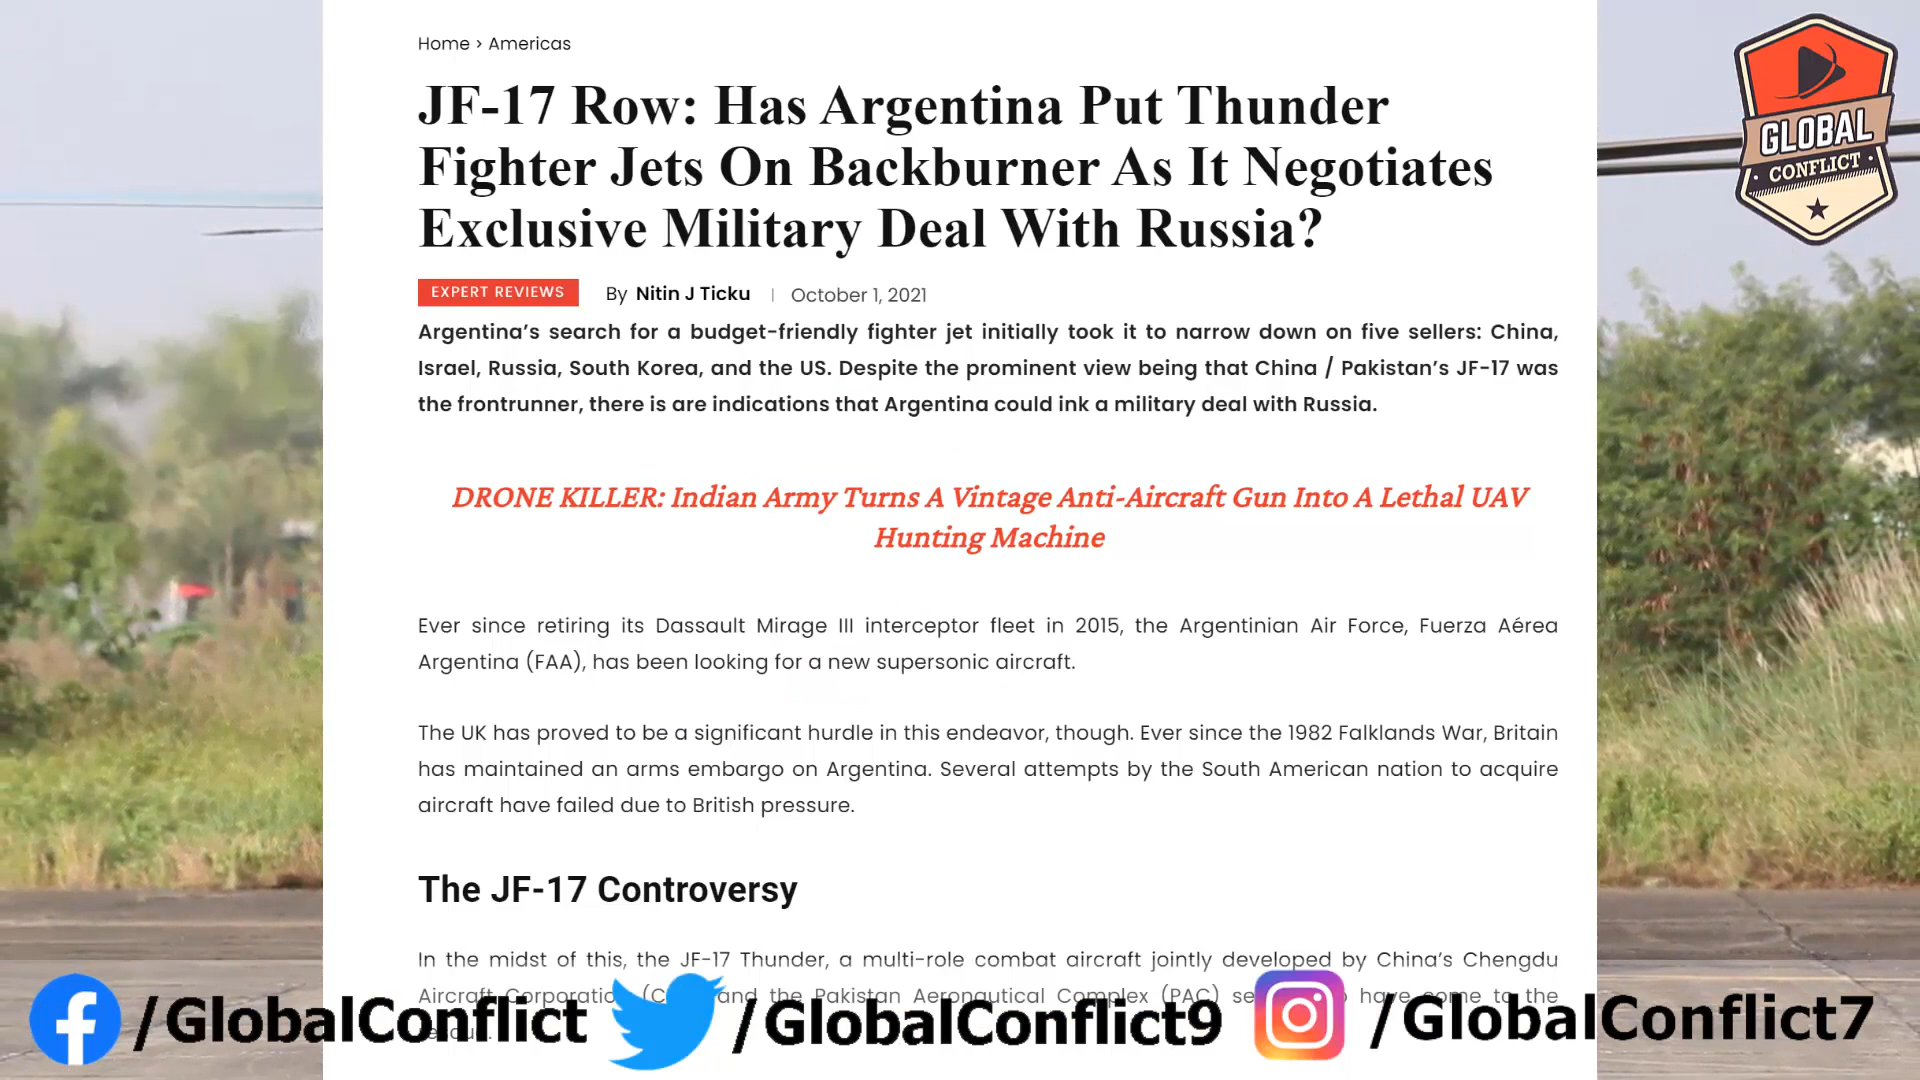 Home › Americas
JF-17 Row: Has Argentina Put Thunder
Fighter Jets On Backburner As It Negotiates
Exclusive Military Deal With Russia?
EXPERT REVIEWS By Nitin J Ticku | October 1, 2021
Argentina’s search for a budget-friendly fighter jet initially took it to narrow down on five sellers: China,
Israel, Russia, South Korea, and the US. Despite the prominent view being that China / Pakistan’s JF-17 was
the frontrunner, there is are indications that Argentina could ink a military deal with Russia.
DRONE KILLER: Indian Army Turns A Vintage Anti-Aircraft Gun Into A Lethal UAV
Hunting Machine
Ever since retiring its Dassault Mirage III interceptor fleet in 2015, the Argentinian Air Force, Fuerza Aérea
Argentina (FAA), has been looking for a new supersonic aircraft.
The UK has proved to be a significant hurdle in this endeavor, though. Ever since the 1982 Falklands War, Britain
has maintained an arms embargo on Argentina. Several attempts by the South American nation to acquire
aircraft have failed due to British pressure.
The JF-17 Controversy
In the midst of this, the JF-17 Thunder, a multi-role combat aircraft jointly developed by China’s Chengdu
Aircraft and the Pakistan Aeronautical Complex (PAC) have come to the
/GlobalConflict
/GlobalConflict9
/GlobalConflict7
GLOBAL
CONFLICT